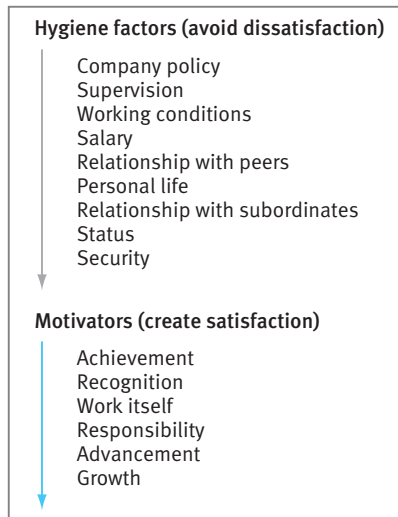 Hygiene factors (avoid dissatisfaction)
Company policy
Supervision
Working conditions
Salary
Relationship with peers
Personal life
Relationship with subordinates
Status
Security
Motivators (create satisfaction)
Achievement
Recognition
Work itself
Responsibility
Advancement
Growth